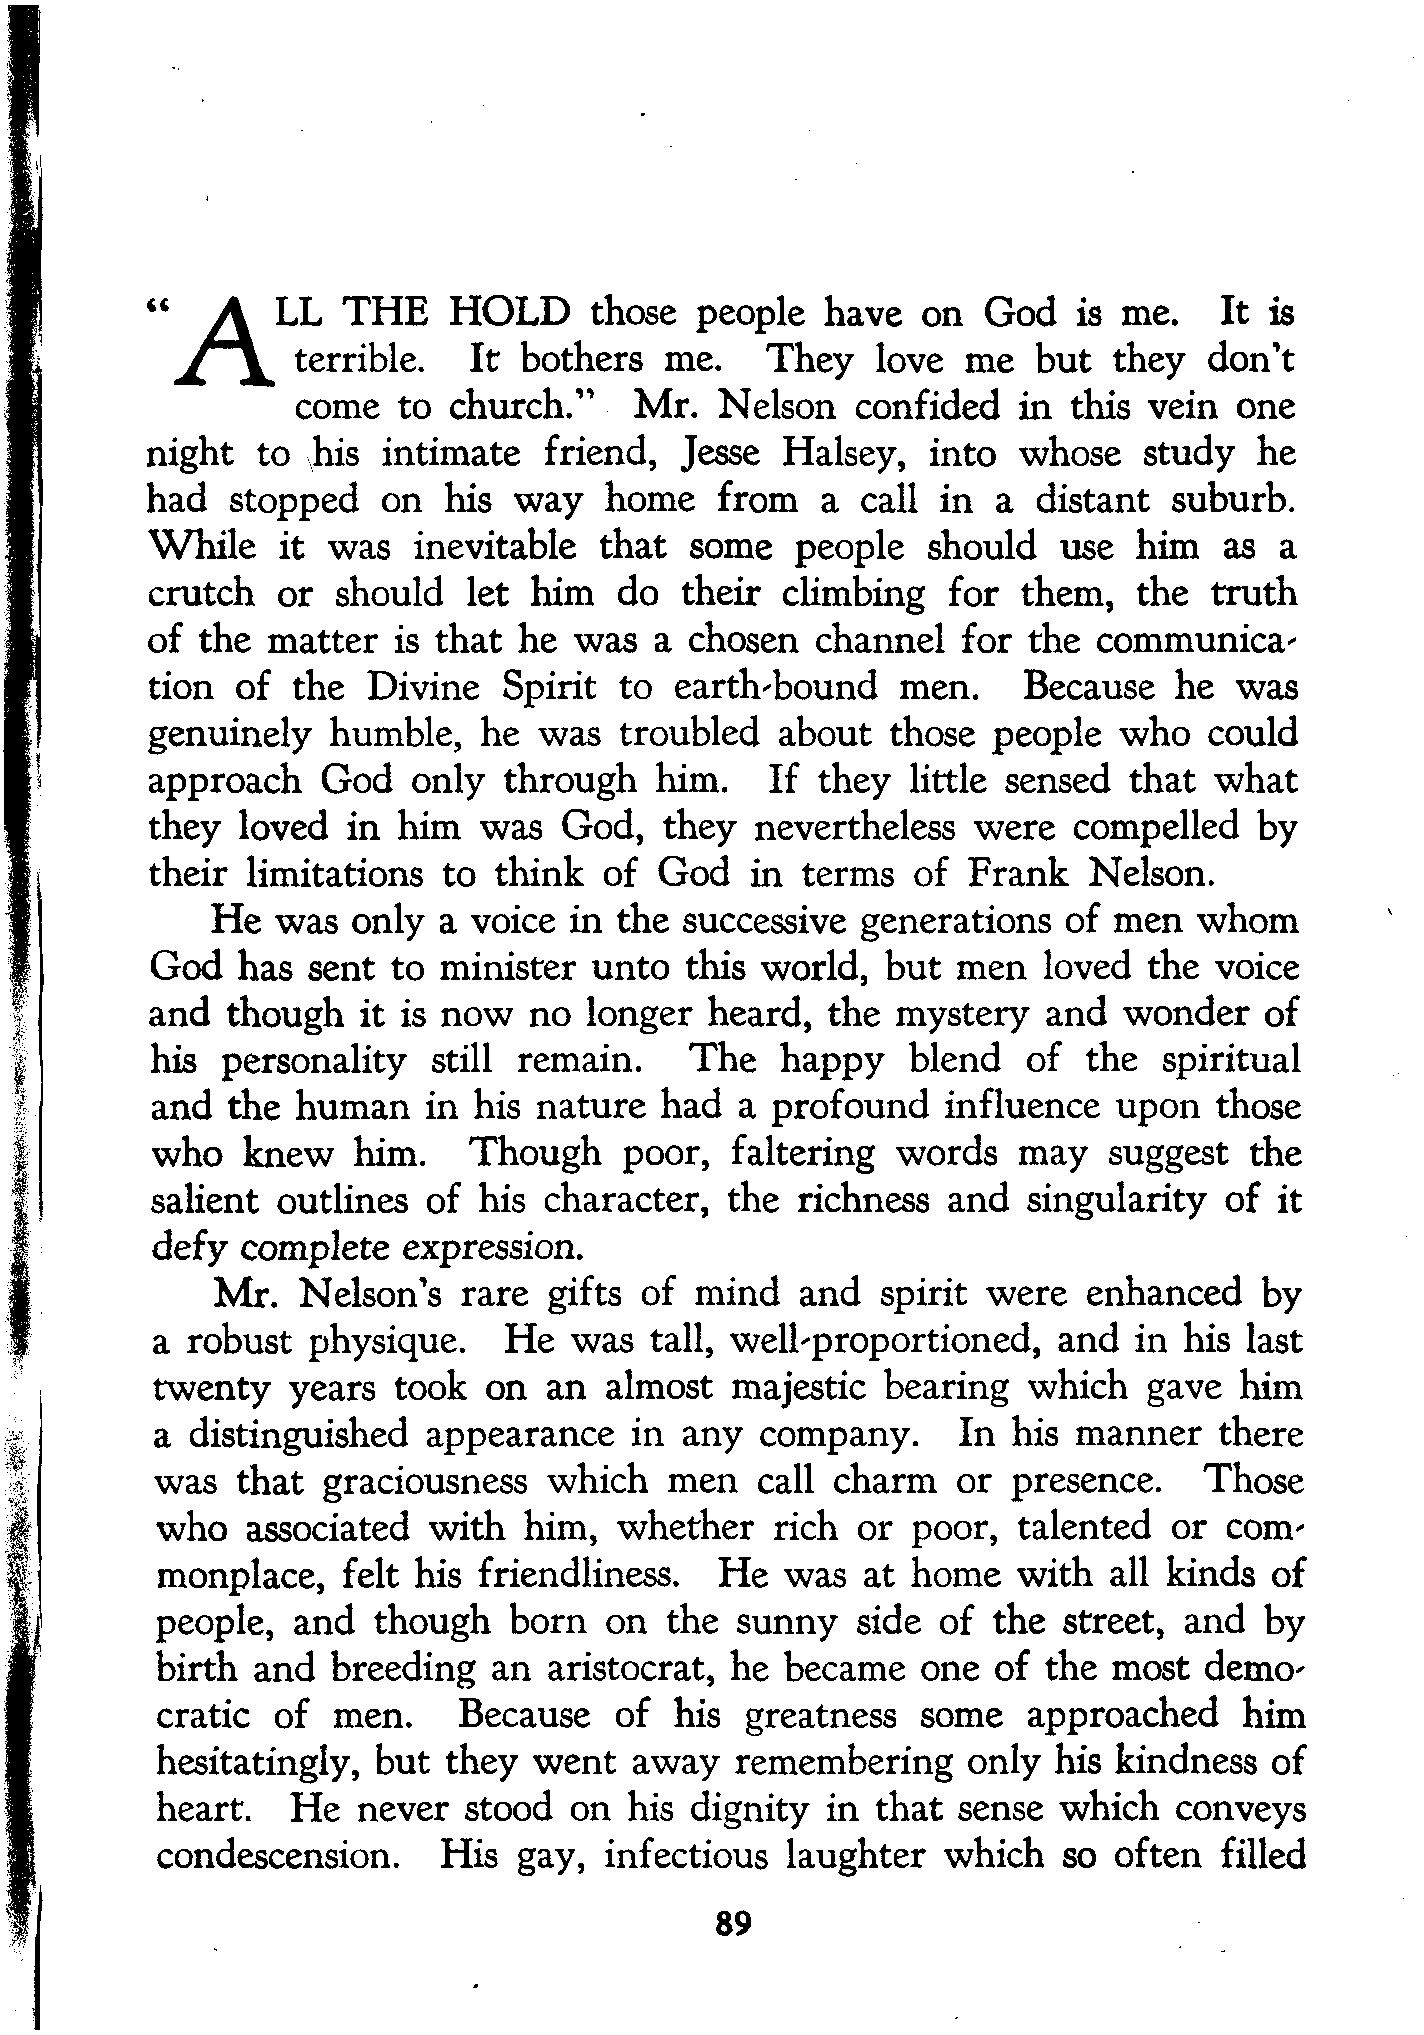 “ALL THE HOLD those people have on God is me. It is
terrible. It bothers me. They love me but they don't
come to church.” Mr. Nelson confided in this vein one
night to his intimate friend, Jesse Halsey, into whose study he
had stopped on his way home from a call in a distant suburb.
While it was inevitable that some people should use him as a
crutch or should let him do their climbing for them, the truth
of the matter is that he was a chosen channel for the communica-
tion of the Divine Spirit to earth-bound men. Because he was
genuinely humble, he was troubled about those people who could
approach God only through him. If they little sensed that what
they loved in him was God, they nevertheless were compelled by
their limitations to think of God in terms of Frank Nelson.
He was only a voice in the successive generations of men whom
God has sent to minister unto this world, but men loved the voice
and though it is now no longer heard, the mystery and wonder of
his personality still remain. The happy blend of the spiritual
and the human in his nature had a profound influence upon those
who knew him. Though poor, faltering words may suggest the
salient outlines of his character, the richness and singularity of it
defy complete expression.
Mr. Nelson's rare gifts of mind and spirit were enhanced by
a robust physique. He was tall, well-proportioned, and in his last
twenty years took on an almost majestic bearing which gave him
a distinguished appearance in any company. In his manner there
was that graciousness which men call charm or presence. Those
who associated with him, whether rich or poor, talented or com-
monplace, felt his friendliness. He was at home with all kinds of
people, and though born on the sunny side of the street, and by
birth and breeding an aristocrat, he became one of the most demo-
cratic of men. Because of his greatness some approached him
hesitatingly, but they went away remembering only his kindness of
heart. He never stood on his dignity in that sense which conveys
condescension. His gay, infectious laughter which so often filled
89